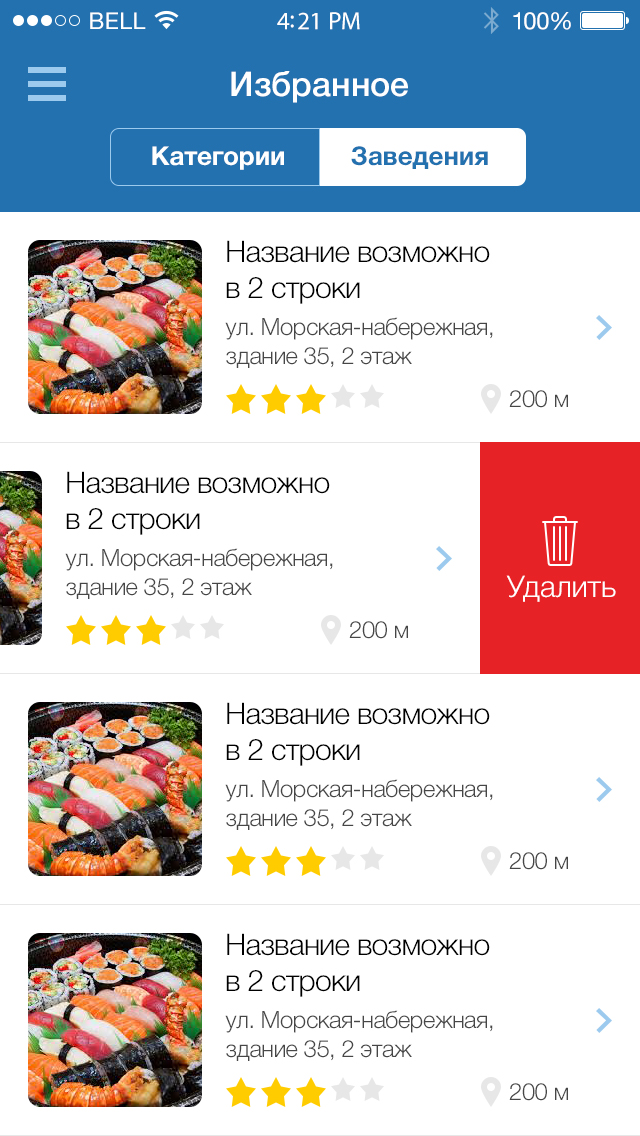 BELL 4:21 PM 100%
Избранное
Категории Заведения
Название возможно
в 2 строки
ул. Морская-набережная,
здание 35, 2 этаж
200 м
Название возможно
в 2 строки
ул. Морская-набережная,
здание 35, 2 этаж
200 м
Удалить
Название возможно
в 2 строки
ул. Морская-набережная,
здание 35, 2 этаж
200 м
Название возможно
в 2 строки
ул. Морская-набережная,
здание 35, 2 этаж
200 м